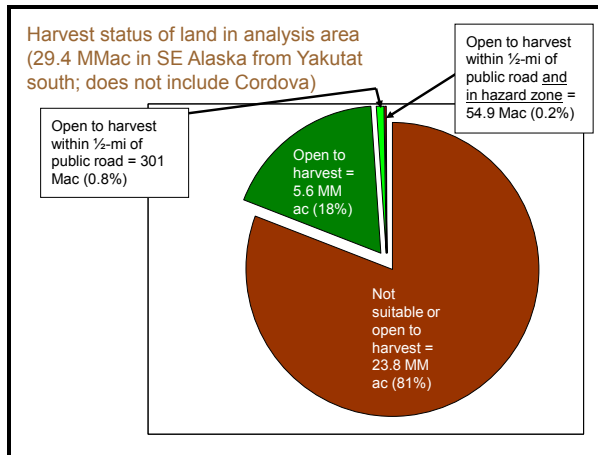 Harvest status of land in analysis area
(29.4 MMac in SE Alaska from Yakutat
south; does not include Cordova)
Open to harvest
within ½-mi of
public road and
in hazard zone =
54.9 Mac (0.2%)
Open to harvest
within ½-mi of
public road = 301
Mac (0.8%)
Open to
harvest =
5.6 MM
ac (18%)
Not
suitable or
open to
harvest =
23.8 MM
ac (81%)